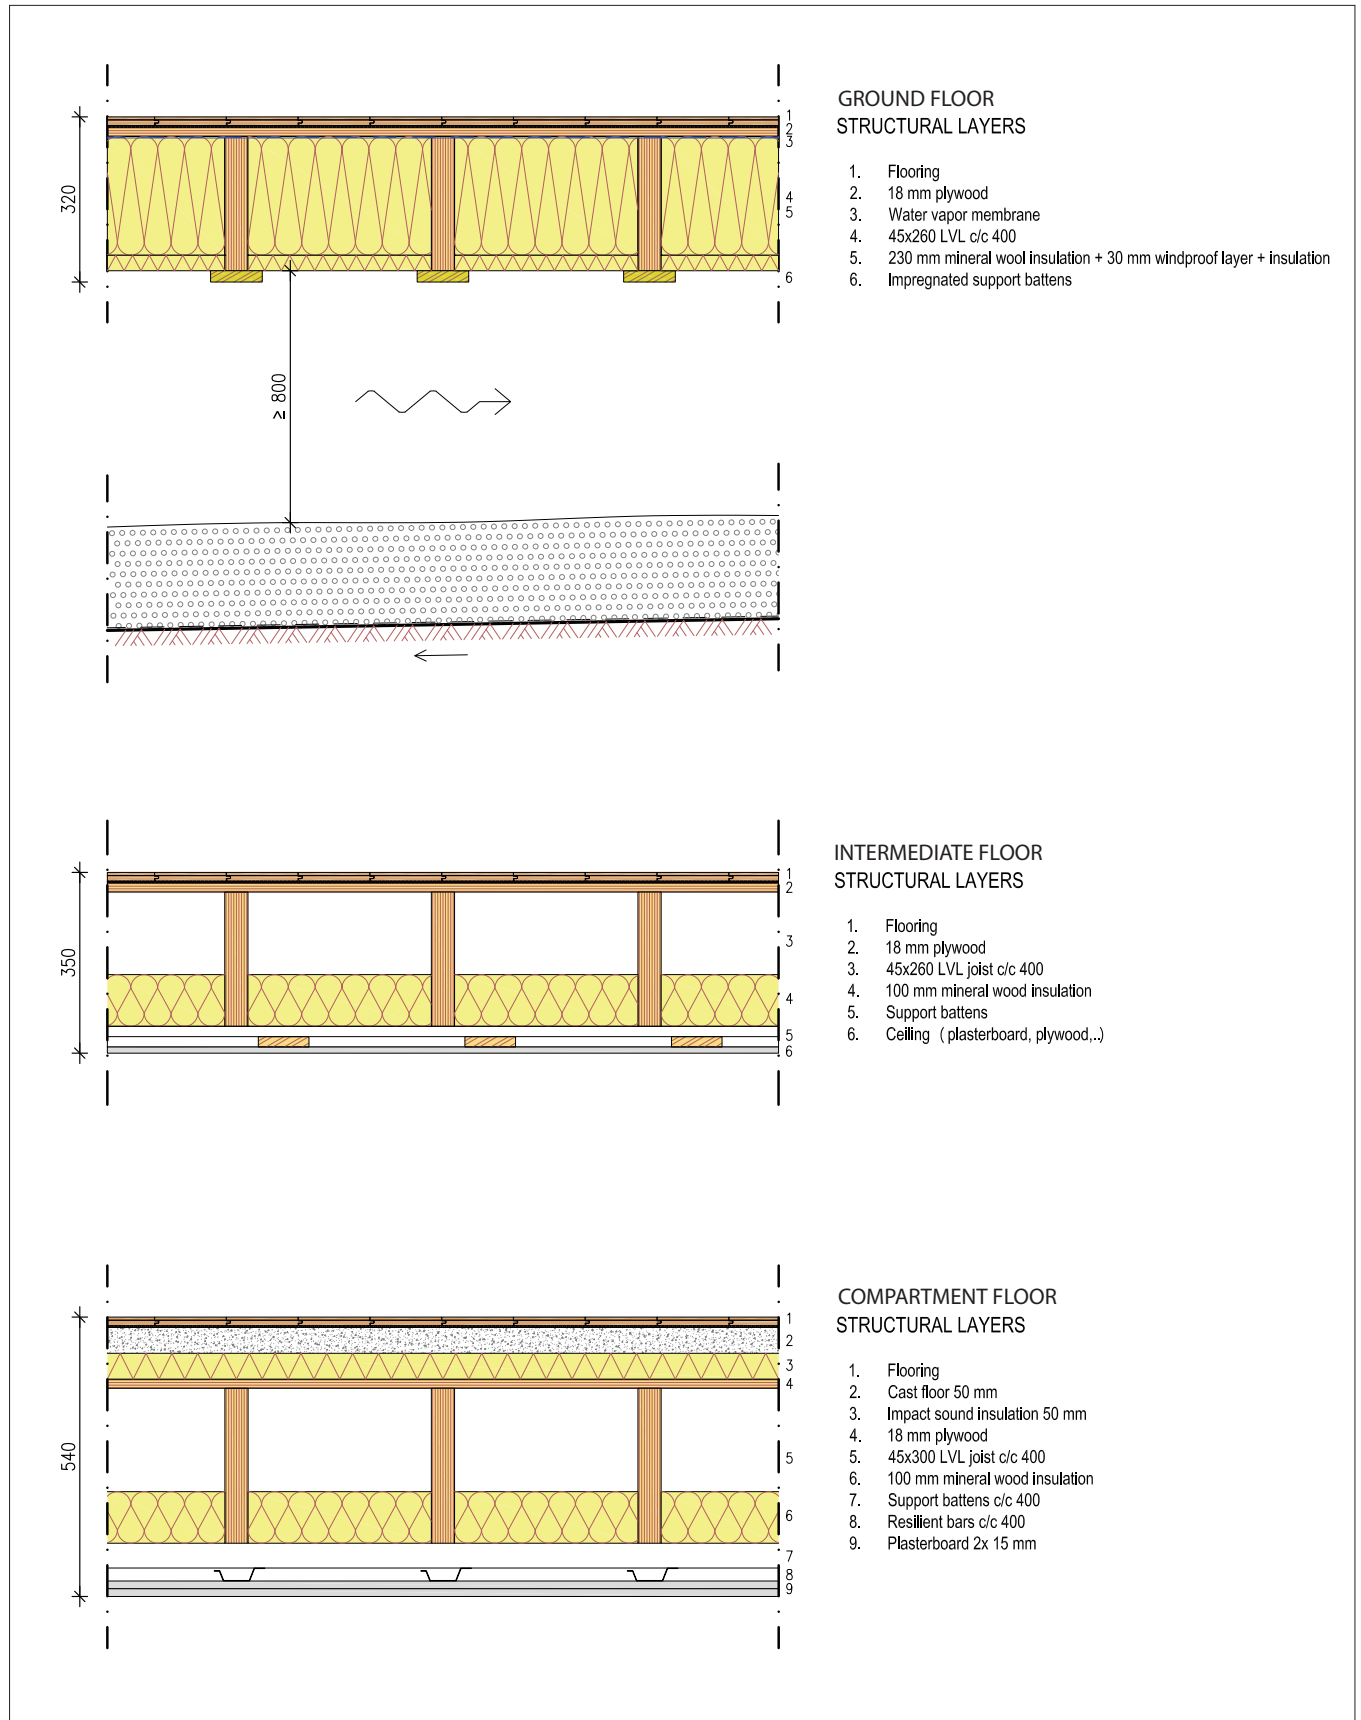 GROUND FLOOR
STRUCTURAL LAYERS
1. Flooring
2. 18 mm plywood
3. Water vapor membrane
4. 45x260 LVL c/c 400
5. 230 mm mineral wool insulation + 30 mm windproof layer + insulation
6. Impregnated support battens
1
2
3
4
5
6
320
≥ 800
INTERMEDIATE FLOOR
STRUCTURAL LAYERS
1. Flooring
2. 18 mm plywood
3. 45x260 LVL joist c/c 400
4. 100 mm mineral wood insulation
5. Support battens
6. Ceiling ( plasterboard, plywood,..)
1
2
3
4
5
6
350
COMPARTMENT FLOOR
STRUCTURAL LAYERS
1. Flooring
2. Cast floor 50 mm
3. Impact sound insulation 50 mm
4. 18 mm plywood
5. 45x300 LVL joist c/c 400
6. 100 mm mineral wood insulation
7. Support battens c/c 400
8. Resilient bars c/c 400
9. Plasterboard 2x 15 mm
1
2
3
4
5
6
7
8
9
540